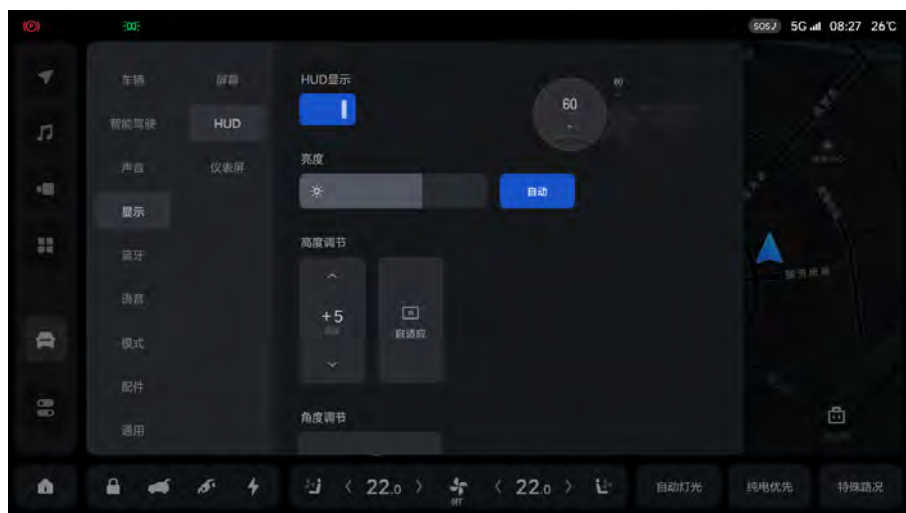 (P) SOS 5G 08:27 26℃
车辆 屏幕 HUD显示
60 60
智能驾驶 HUD
声音 仪表屏 亮度
自动
显示
蓝牙 高度调节
语音
+5
自适应
模式
配件
通用 角度调节
22.0 OFF 22.0 自动灯光 纯电优先 特殊路况